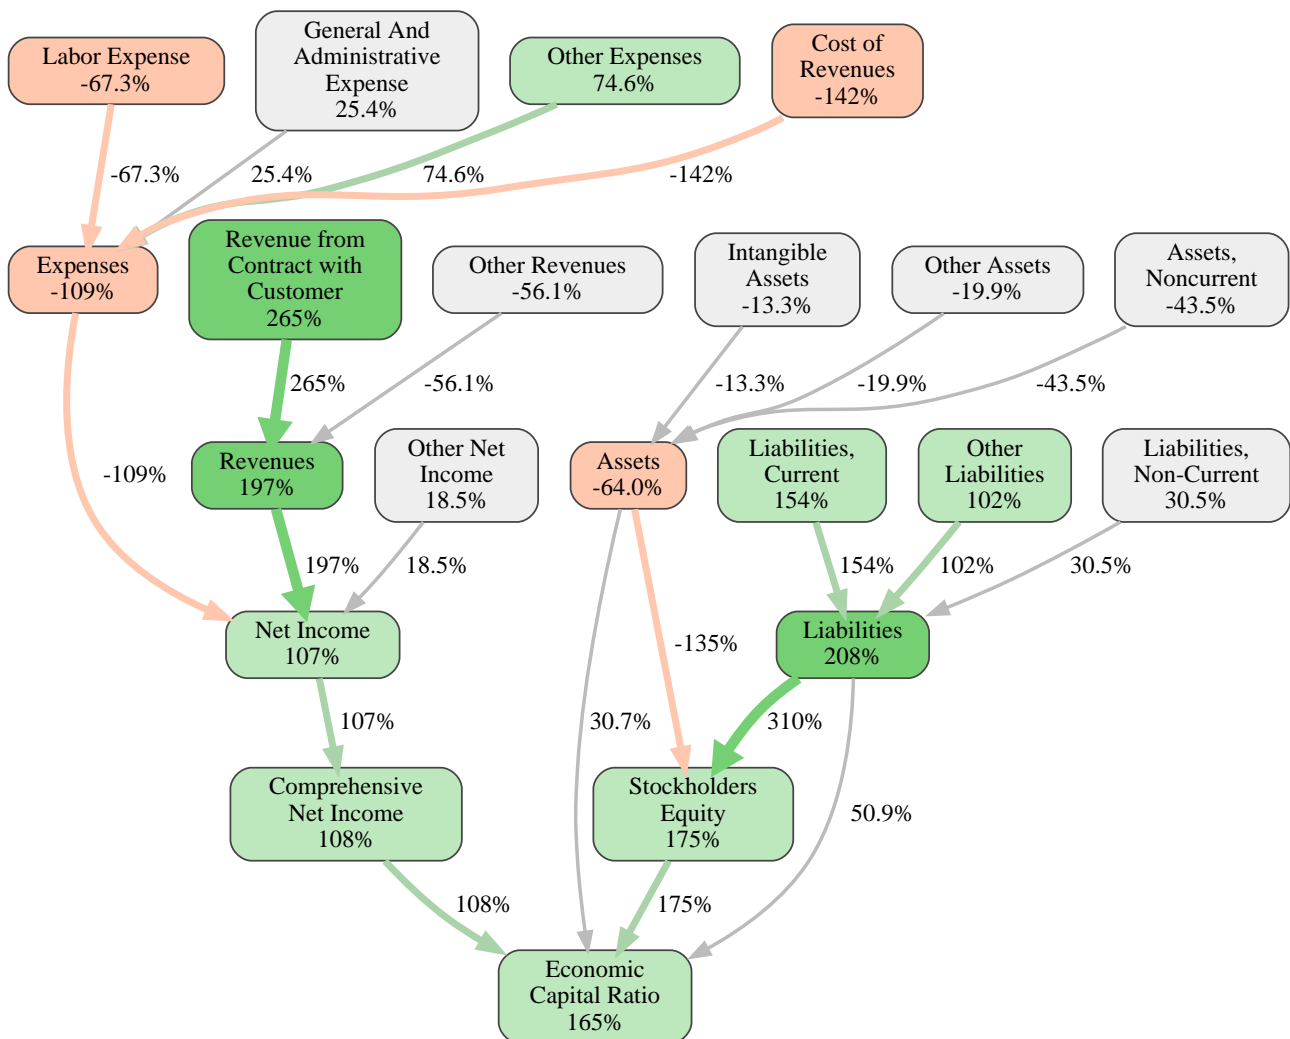 Labor Expense
-67.3%
General And
Administrative
Expense
25.4%
Other Expenses
74.6%
Cost of
Revenues
-142%
-67.3%
25.4%
74.6%
-142%
Expenses
-109%
Revenue from
Contract with
Customer
265%
Other Revenues
-56.1%
Intangible
Assets
-13.3%
Other Assets
-19.9%
Assets,
Noncurrent
-43.5%
265%
-56.1%
-13.3%
-19.9%
-43.5%
Revenues
197%
Other Net
Income
18.5%
Assets
-64.0%
Liabilities,
Current
154%
Other
Liabilities
102%
Liabilities,
Non-Current
30.5%
-109%
197%
18.5%
154%
102%
30.5%
Net Income
107%
-135%
Liabilities
208%
107%
30.7%
310%
Comprehensive
Net Income
108%
Stockholders
Equity
175%
50.9%
108%
175%
Economic
Capital Ratio
165%